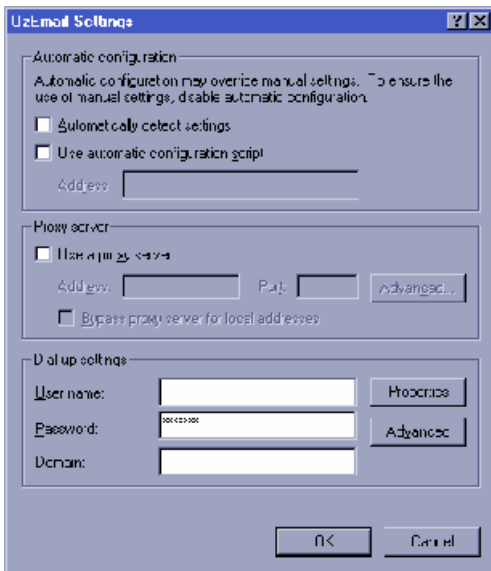 UzEmail Settings
Automatic configuration
Automatic configuration may override manual settings. To ensure the
use of manual settings, disable automatic configuration.
Automatically detect settings
Use automatic configuration script
Address
Proxy server
Use a proxy server
Address: Port: Advanced...
Bypass proxy server for local addresses
Dial up settings
User name: Properties
Password: xxxxxxxx Advanced
Domain:
OK Cancel